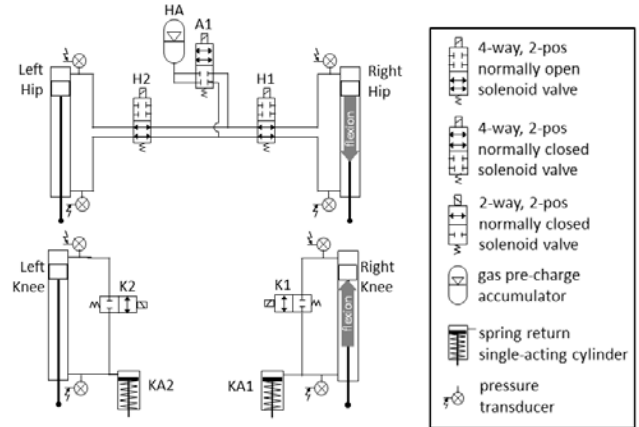 HA
A1
H2
H1
Left
Hip
Right
Hip
flexion
Left
Knee
K2
K1
Right
Knee
flexion
KA2
KA1
4-way, 2-pos
normally open
solenoid valve
4-way, 2-pos
normally closed
solenoid valve
2-way, 2-pos
normally closed
solenoid valve
gas pre-charge
accumulator
spring return
single-acting cylinder
pressure
transducer